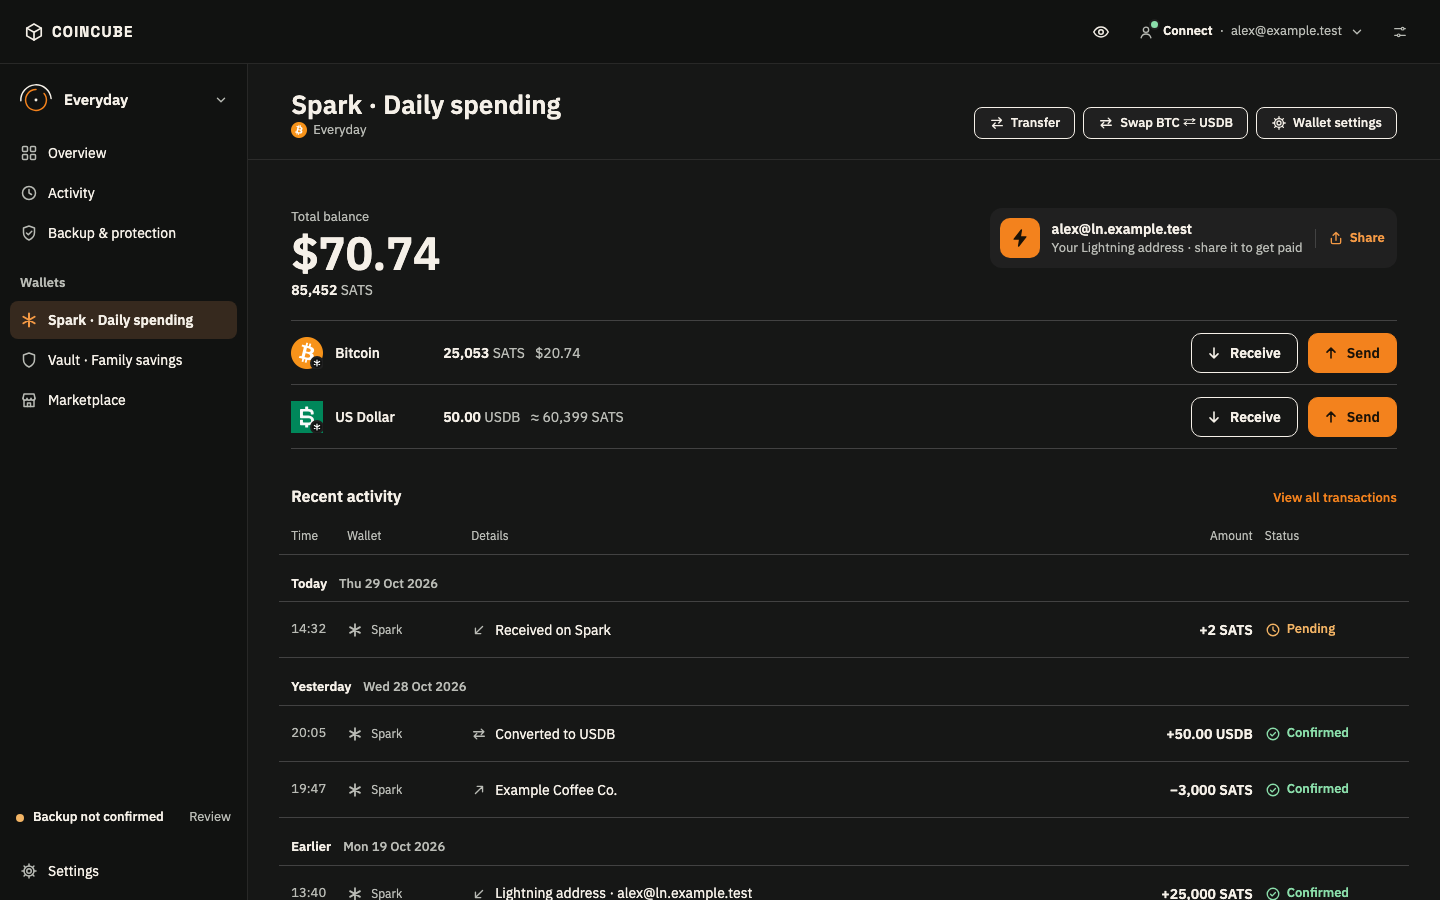 COINCUBE
Connect · alex@example.test
Everyday
Overview
Activity
Backup & protection
Wallets
Spark · Daily spending
Vault · Family savings
Marketplace
Backup not confirmed Review
Settings
Spark · Daily spending
Everyday
Transfer
Swap BTC ⇄ USDB
Wallet settings
Total balance
$70.74
85,452 SATS
alex@ln.example.test
Your Lightning address · share it to get paid
Share
Bitcoin 25,053 SATS $20.74 Receive Send
US Dollar 50.00 USDB ≈ 60,399 SATS Receive Send
Recent activity View all transactions
Time Wallet Details Amount Status
Today Thu 29 Oct 2026
14:32 Spark Received on Spark +2 SATS Pending
Yesterday Wed 28 Oct 2026
20:05 Spark Converted to USDB +50.00 USDB Confirmed
19:47 Spark Example Coffee Co. −3,000 SATS Confirmed
Earlier Mon 19 Oct 2026
13:40 Spark Lightning address · alex@ln.example.test +25,000 SATS Confirmed